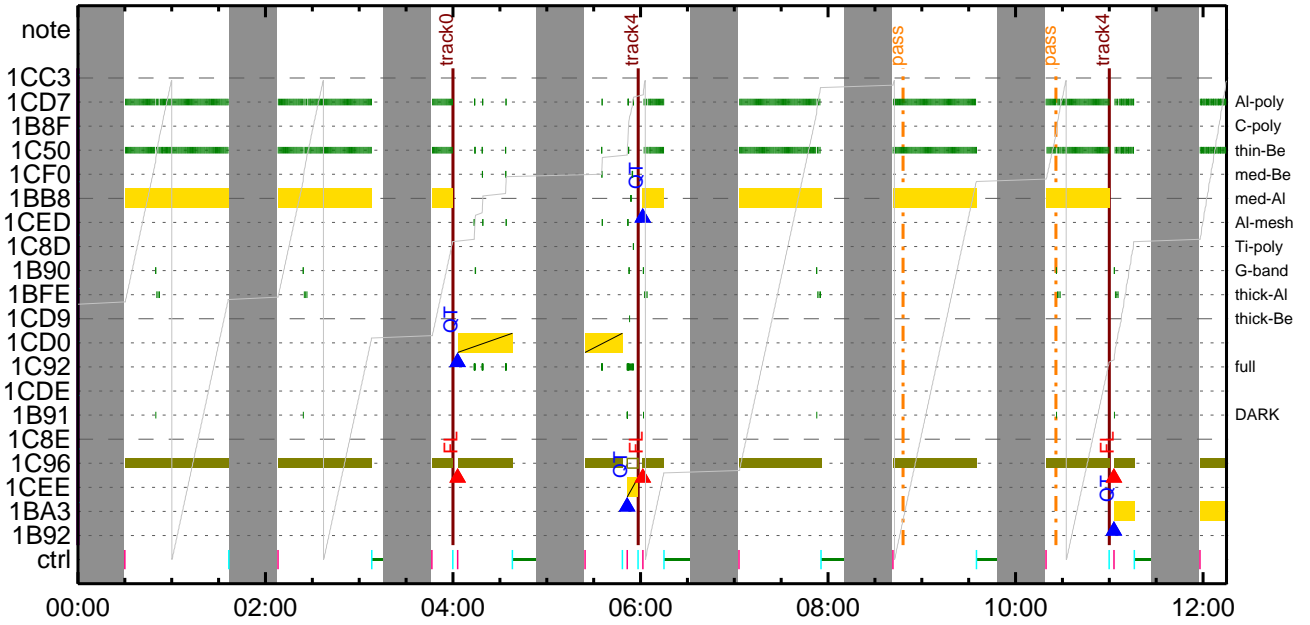 note
track0
track4
pass
pass
track4
1CC3
1CD7
Al-poly
1B8F
C-poly
1C50
thin-Be
1CF0
med-Be
QT
1BB8
med-Al
1CED
Al-mesh
1C8D
Ti-poly
1B90
G-band
1BFE
thick-Al
1CD9
thick-Be
QT
1CD0
1C92
full
1CDE
1B91
DARK
1C8E
FL
FL
FL
1C96
QT
1CEE
QT
1BA3
1B92
ctrl
00:00
02:00
04:00
06:00
08:00
10:00
12:00